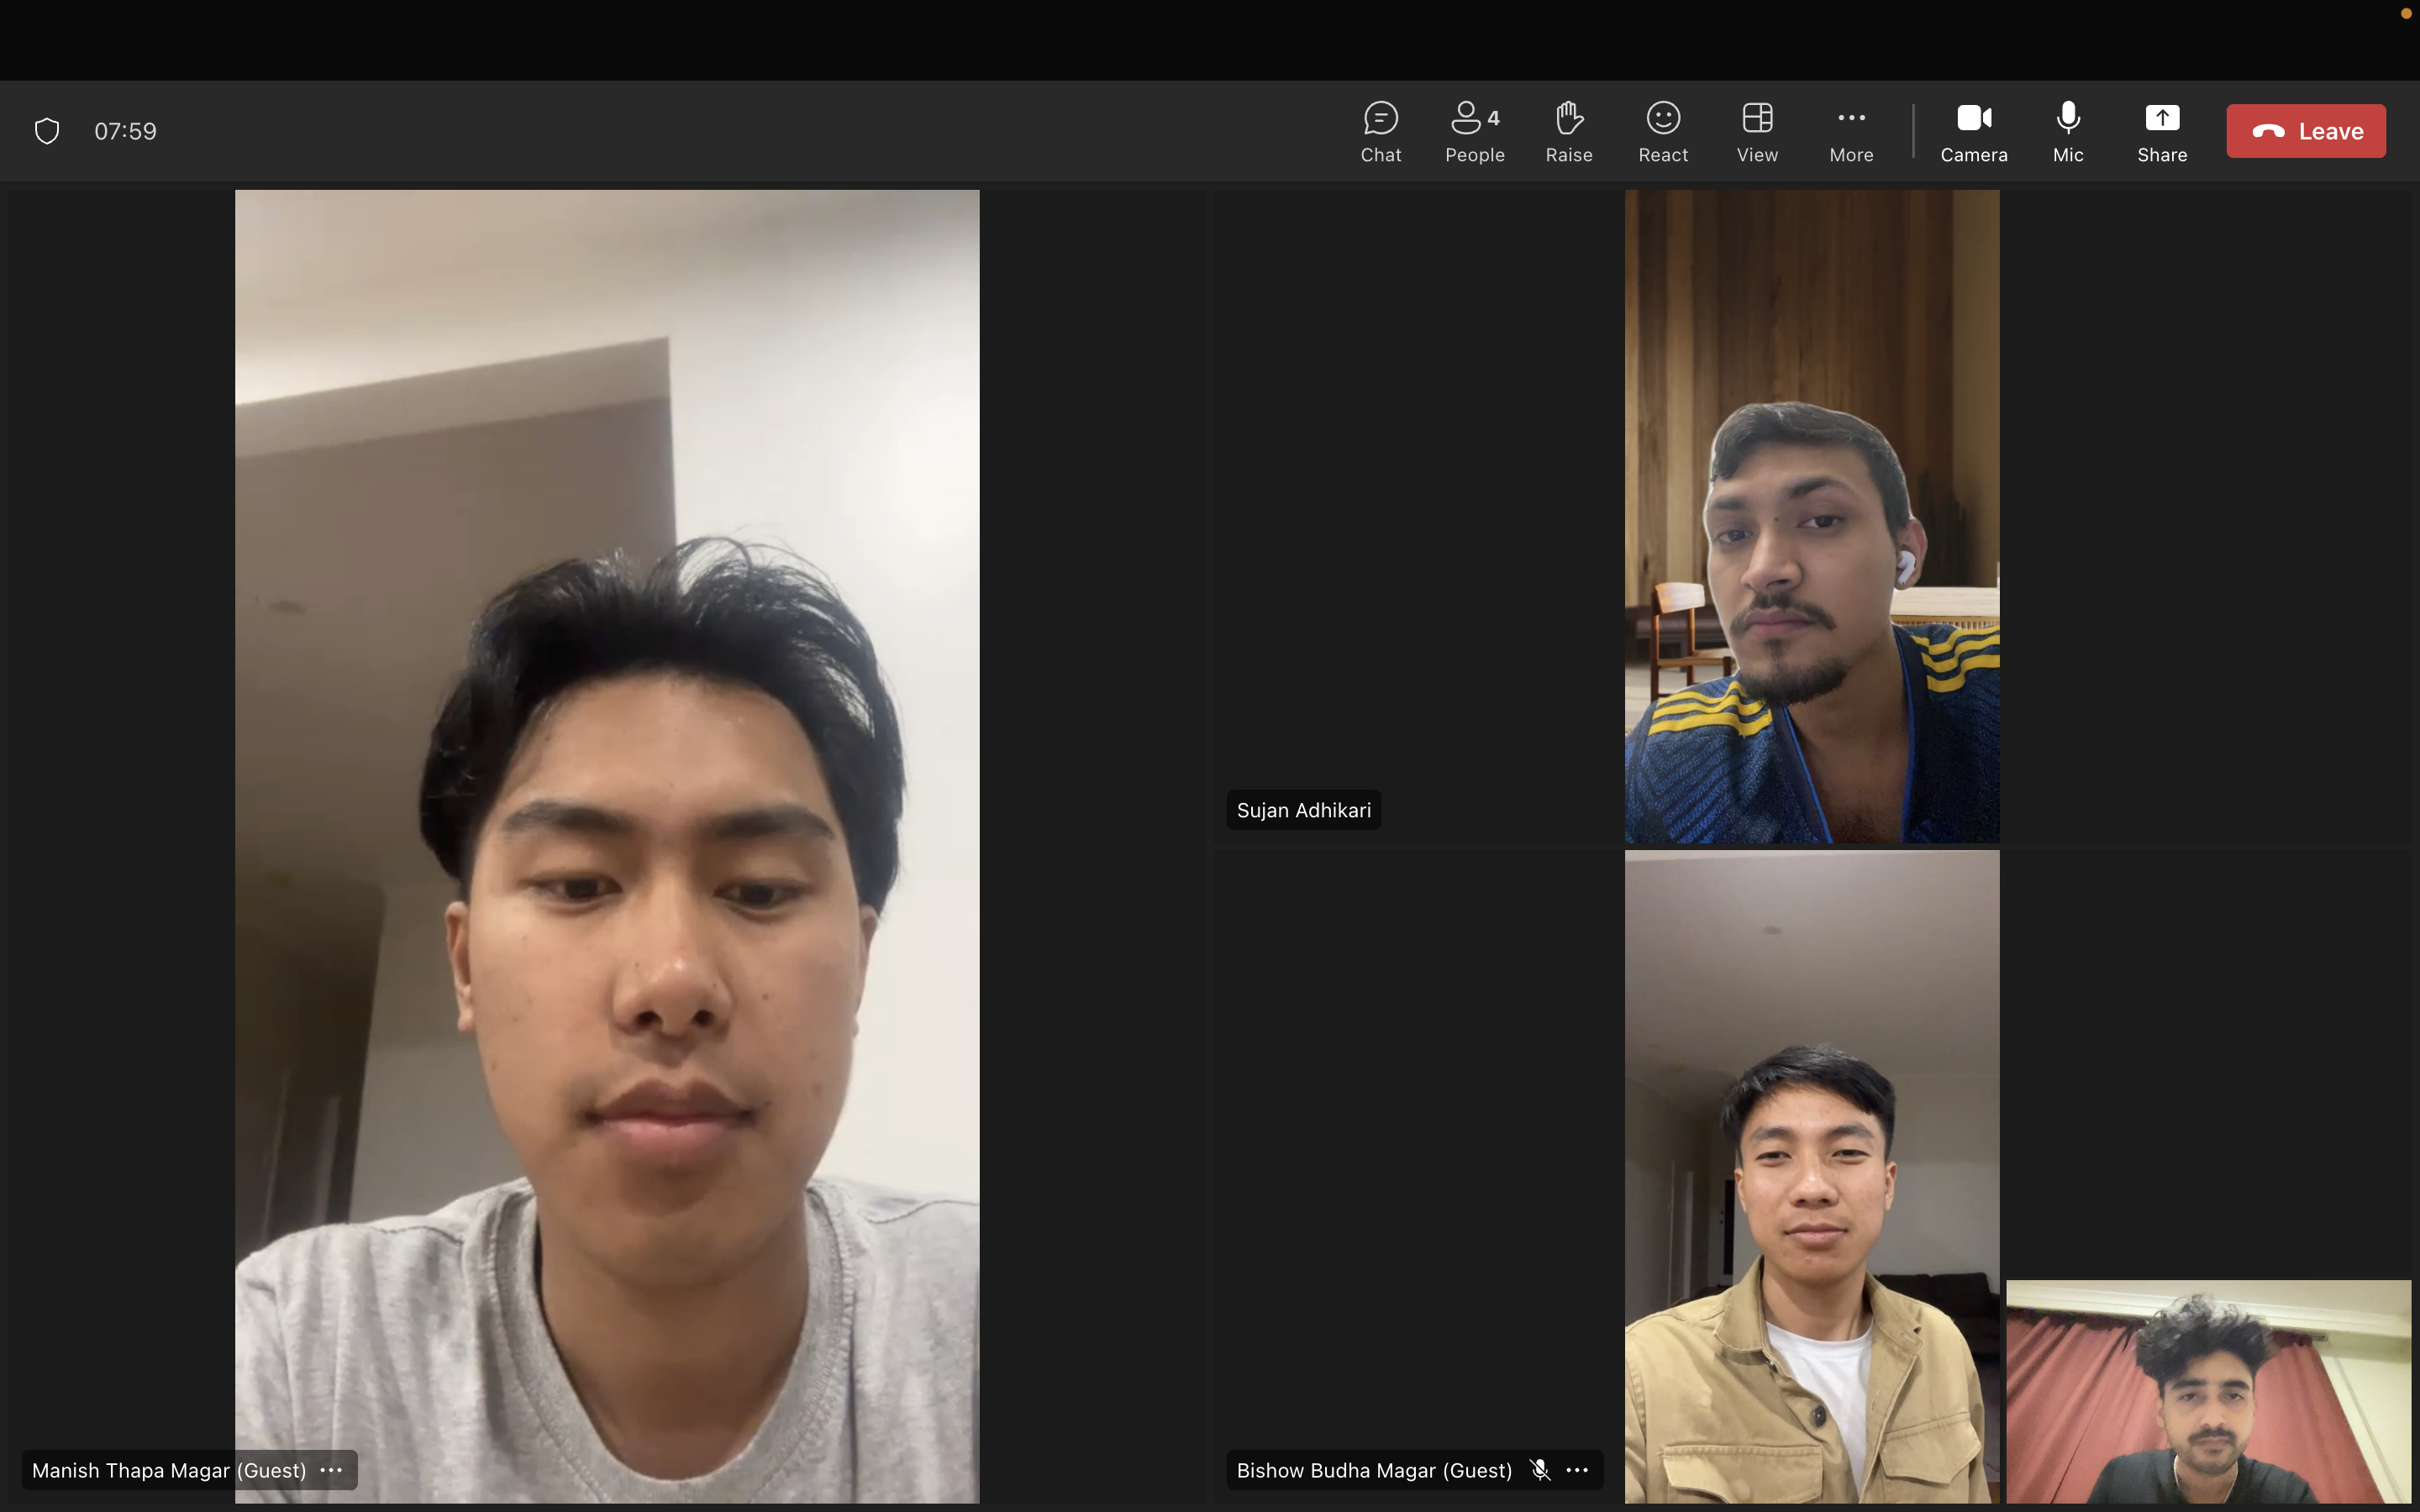 07:59
4
Chat
People
Raise
React
View
More
Camera
Mic
Share
Leave
Sujan Adhikari
Manish Thapa Magar (Guest)
Bishow Budha Magar (Guest)